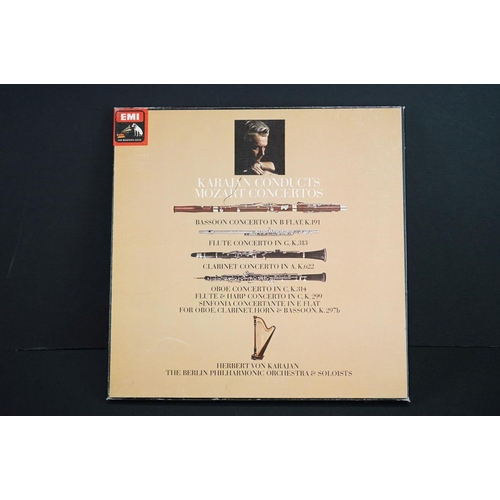 EMI
KARAJAN CONDUCTS
MOZART CONCERTOS
BASSOON CONCERTO IN B FLAT, K.191
FLUTE CONCERTO IN G, K.313
CLARINET CONCERTO IN A, K.622
OBOE CONCERTO IN C, K.314
FLUTE & HARP CONCERTO IN C, K.299
SINFONIA CONCERTANTE IN E FLAT
FOR OBOE, CLARINET, HORN & BASSOON, K.297b
HERBERT VON KARAJAN
THE BERLIN PHILHARMONIC ORCHESTRA & SOLOISTS